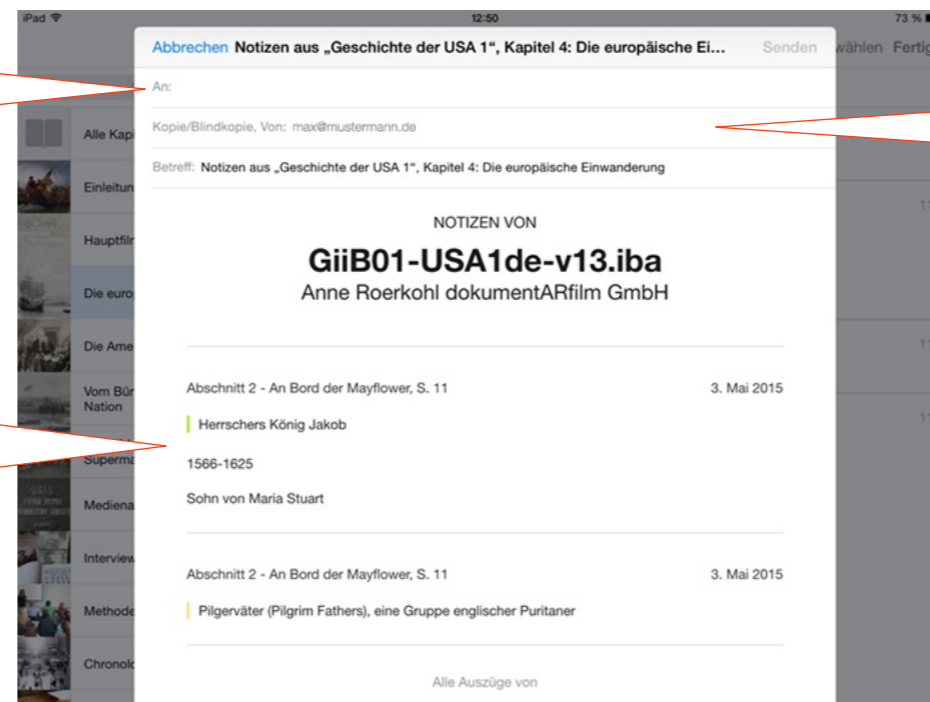 iPad 12:50 73 %
Abbrechen Notizen aus „Geschichte der USA 1“, Kapitel 4: Die europäische Ei... Senden wählen Fertig
An:
Kopie/Blindkopie, Von: max@mustermann.de
Betreff: Notizen aus „Geschichte der USA 1“, Kapitel 4: Die europäische Einwanderung
NOTIZEN VON
GiiB01-USA1de-v13.iba
Anne Roerkohl dokumentARfilm GmbH
Abschnitt 2 - An Bord der Mayflower, S. 11 3. Mai 2015
Herrschers König Jakob
1566-1625
Sohn von Maria Stuart
Abschnitt 2 - An Bord der Mayflower, S. 11 3. Mai 2015
Pilgerväter (Pilgrim Fathers), eine Gruppe englischer Puritaner
Alle Auszüge von
Alle Kapi
Einleitun
Hauptfilm
Die euro
Die Ame
Vom Bür
Nation
Superma
Mediena
Interview
Methode
Chronolo